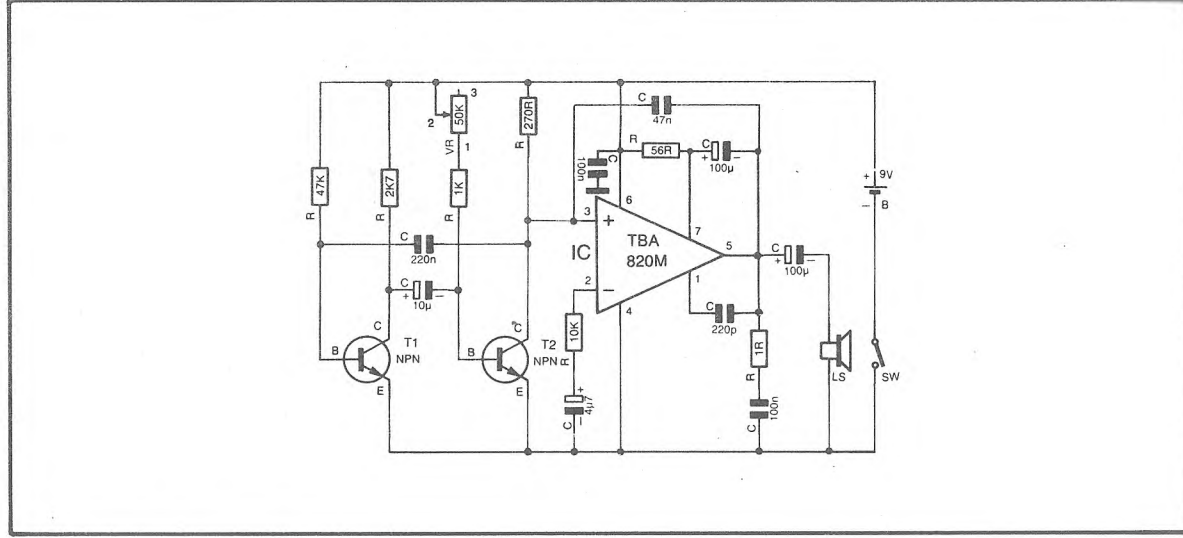 3
50K
2
VR
1
270R
R
C
47n
R
56R
C
+
–
100µ
C
100n
47K
R
2K7
R
1K
R
3
+
6
7
IC
TBA
820M
5
C
+
–
100µ
+
9V
–
B
C
220n
C
+
–
10µ
2
–
4
1
C
220p
10K
R
1R
R
C
T1
NPN
B
E
C
T2
NPN
B
E
+
4µ7
–
C
100n
C
LS
SW